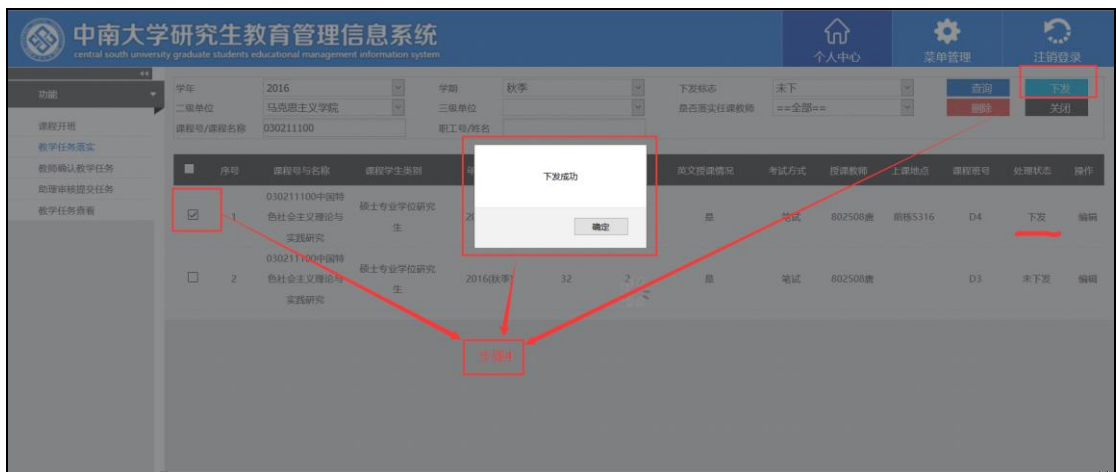 中南大学研究生教育管理信息系统
central south university graduate students educational management information system
个人中心
菜单管理
注销登录
功能
课程开班
教学任务落实
教师确认教学任务
助理审核提交任务
教学任务查看
学年 2016 学期 秋季 下发标志 未下 查询 下发
二级单位 马克思主义学院 三级单位 是否落实任课教师 ==全部== 删除 关闭
课程号/课程名称 030211100 职工号/姓名
序号 课程号与名称 课程学生类别 年 英文授课情况 考试方式 授课教师 上课地点 课程班号 处理状态 操作
1 030211100中国特色社会主义理论与实践研究 硕士专业学位研究生 20 是 笔试 802508唐 D4 下发 编辑
2 030211100中国特色社会主义理论与实践研究 硕士专业学位研究生 2016(秋季) 32 2 是 笔试 802508唐 D3 未下发 编辑
下发成功
确定
步骤4